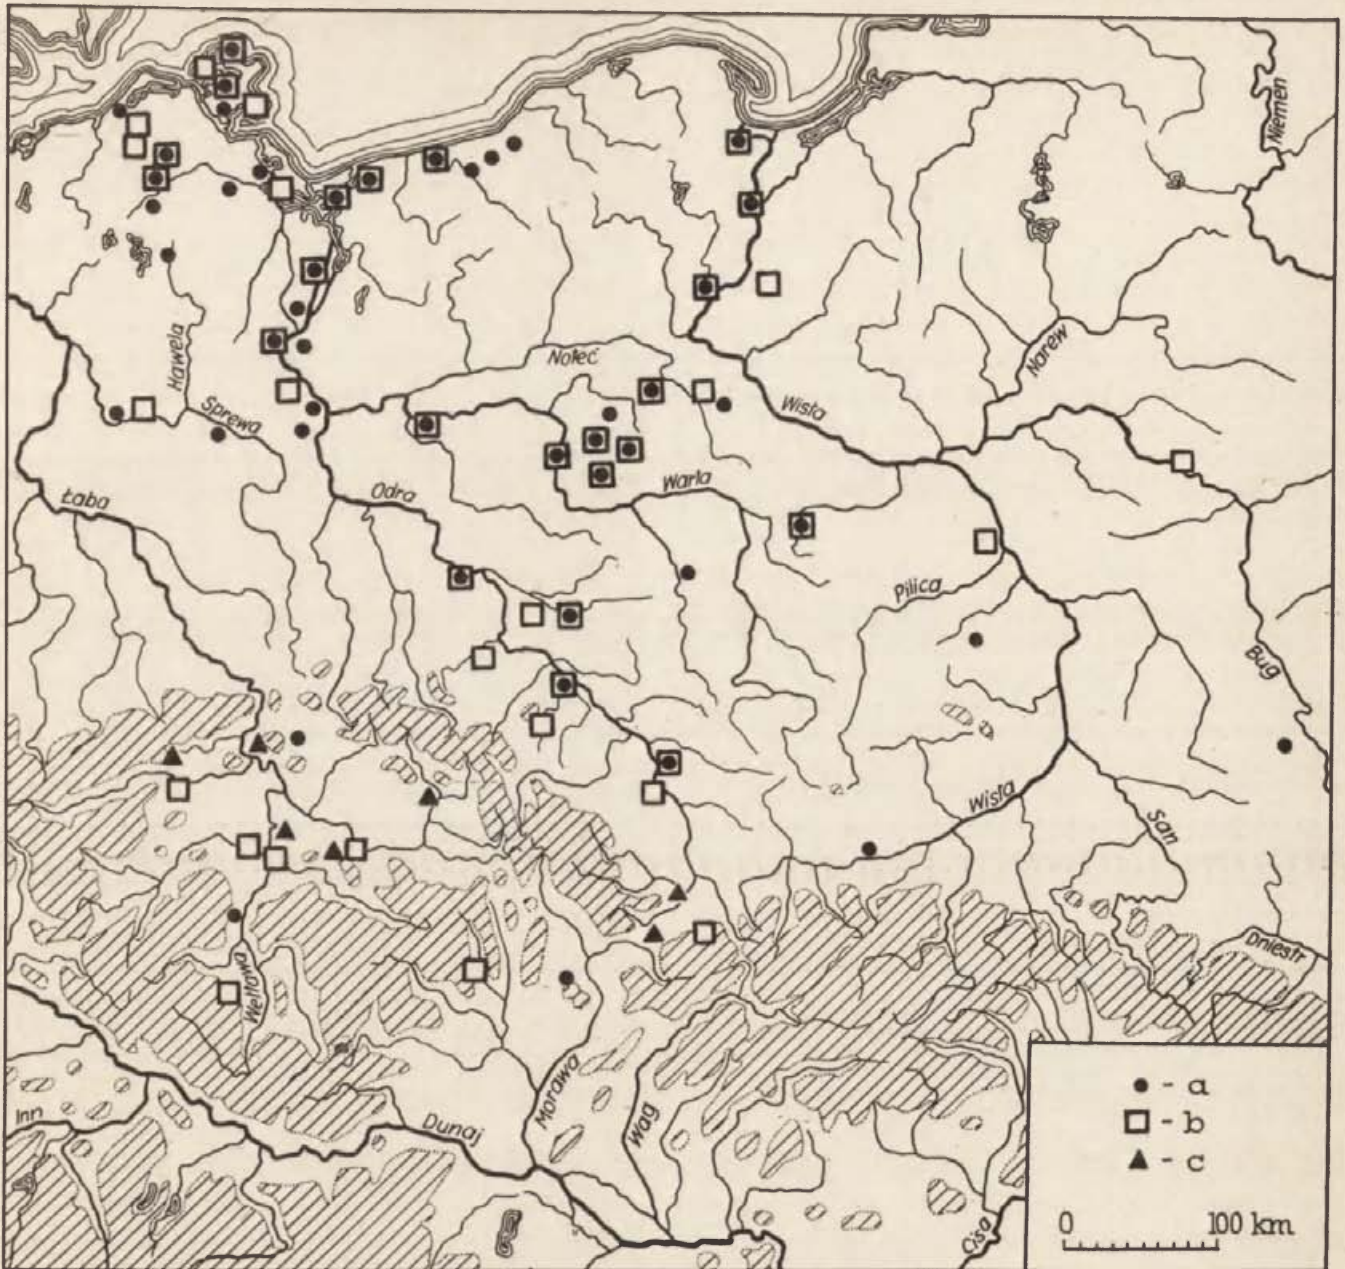 Niemen
Hawela
Noteć
Narew
Sprewa
Wisła
Łaba
Odra
Warta
Pilica
Bug
Wisła
San
Wełtawa
Dniestr
Inn
Dunaj
Morawa
Wag
Cisa
● - a
□ - b
▲ - c
0 100 km